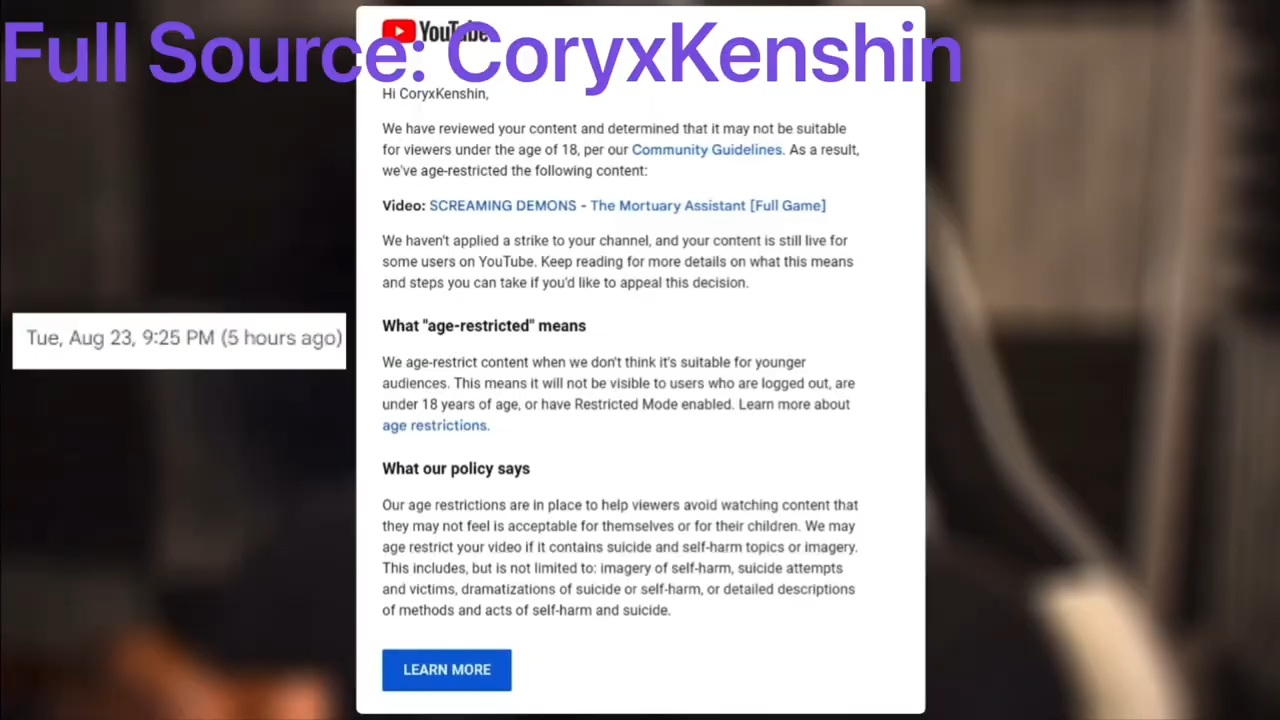 Full Source: CoryxKenshin
YouTube
Hi CoryxKenshin,
We have reviewed your content and determined that it may not be suitable
for viewers under the age of 18, per our Community Guidelines. As a result,
we've age-restricted the following content:
Video: SCREAMING DEMONS - The Mortuary Assistant [Full Game]
We haven't applied a strike to your channel, and your content is still live for
some users on YouTube. Keep reading for more details on what this means
and steps you can take if you'd like to appeal this decision.
Tue, Aug 23, 9:25 PM (5 hours ago)
What "age-restricted" means
We age-restrict content when we don't think it's suitable for younger
audiences. This means it will not be visible to users who are logged out, are
under 18 years of age, or have Restricted Mode enabled. Learn more about
age restrictions.
What our policy says
Our age restrictions are in place to help viewers avoid watching content that
they may not feel is acceptable for themselves or for their children. We may
age restrict your video if it contains suicide and self-harm topics or imagery.
This includes, but is not limited to: imagery of self-harm, suicide attempts
and victims, dramatizations of suicide or self-harm, or detailed descriptions
of methods and acts of self-harm and suicide.
LEARN MORE